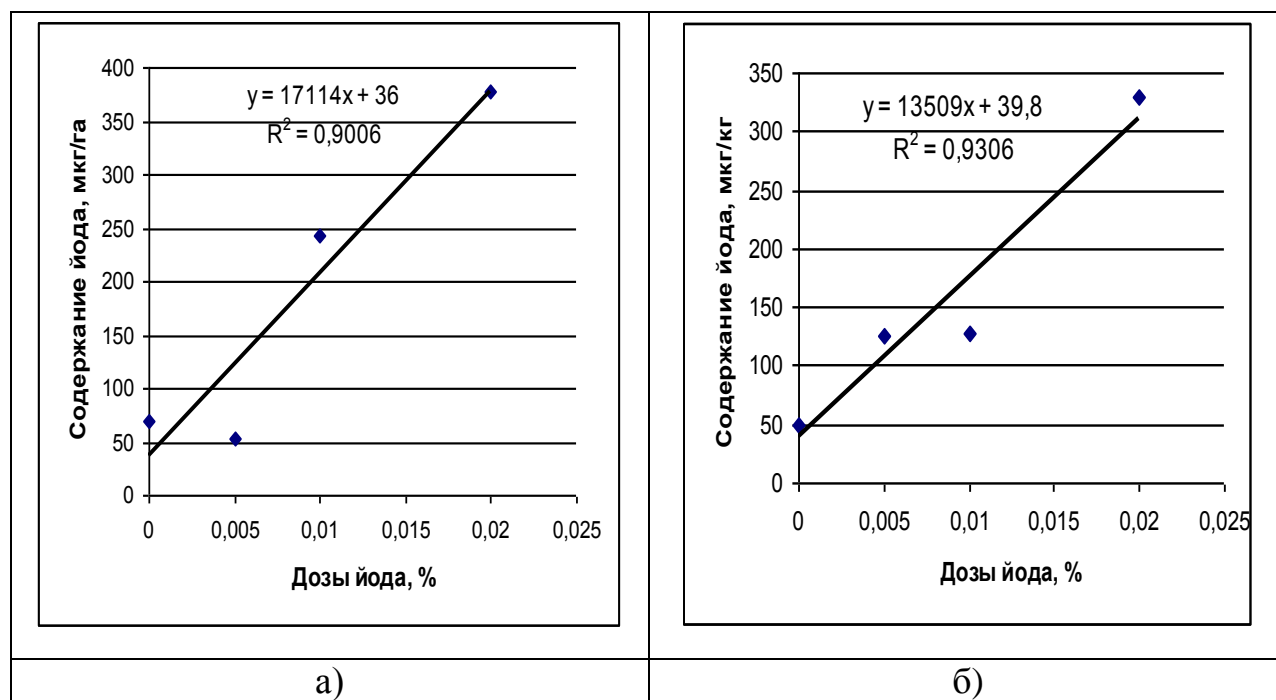 400
350
300
250
200
150
100
50
0
Содержание йода, мкг/га
y = 17114x + 36
R² = 0,9006
0 0,005 0,01 0,015 0,02 0,025
Дозы йода, %
а)
350
300
250
200
150
100
50
0
Содержание йода, мкг/кг
y = 13509x + 39,8
R² = 0,9306
0 0,005 0,01 0,015 0,02 0,025
Дозы йода, %
б)